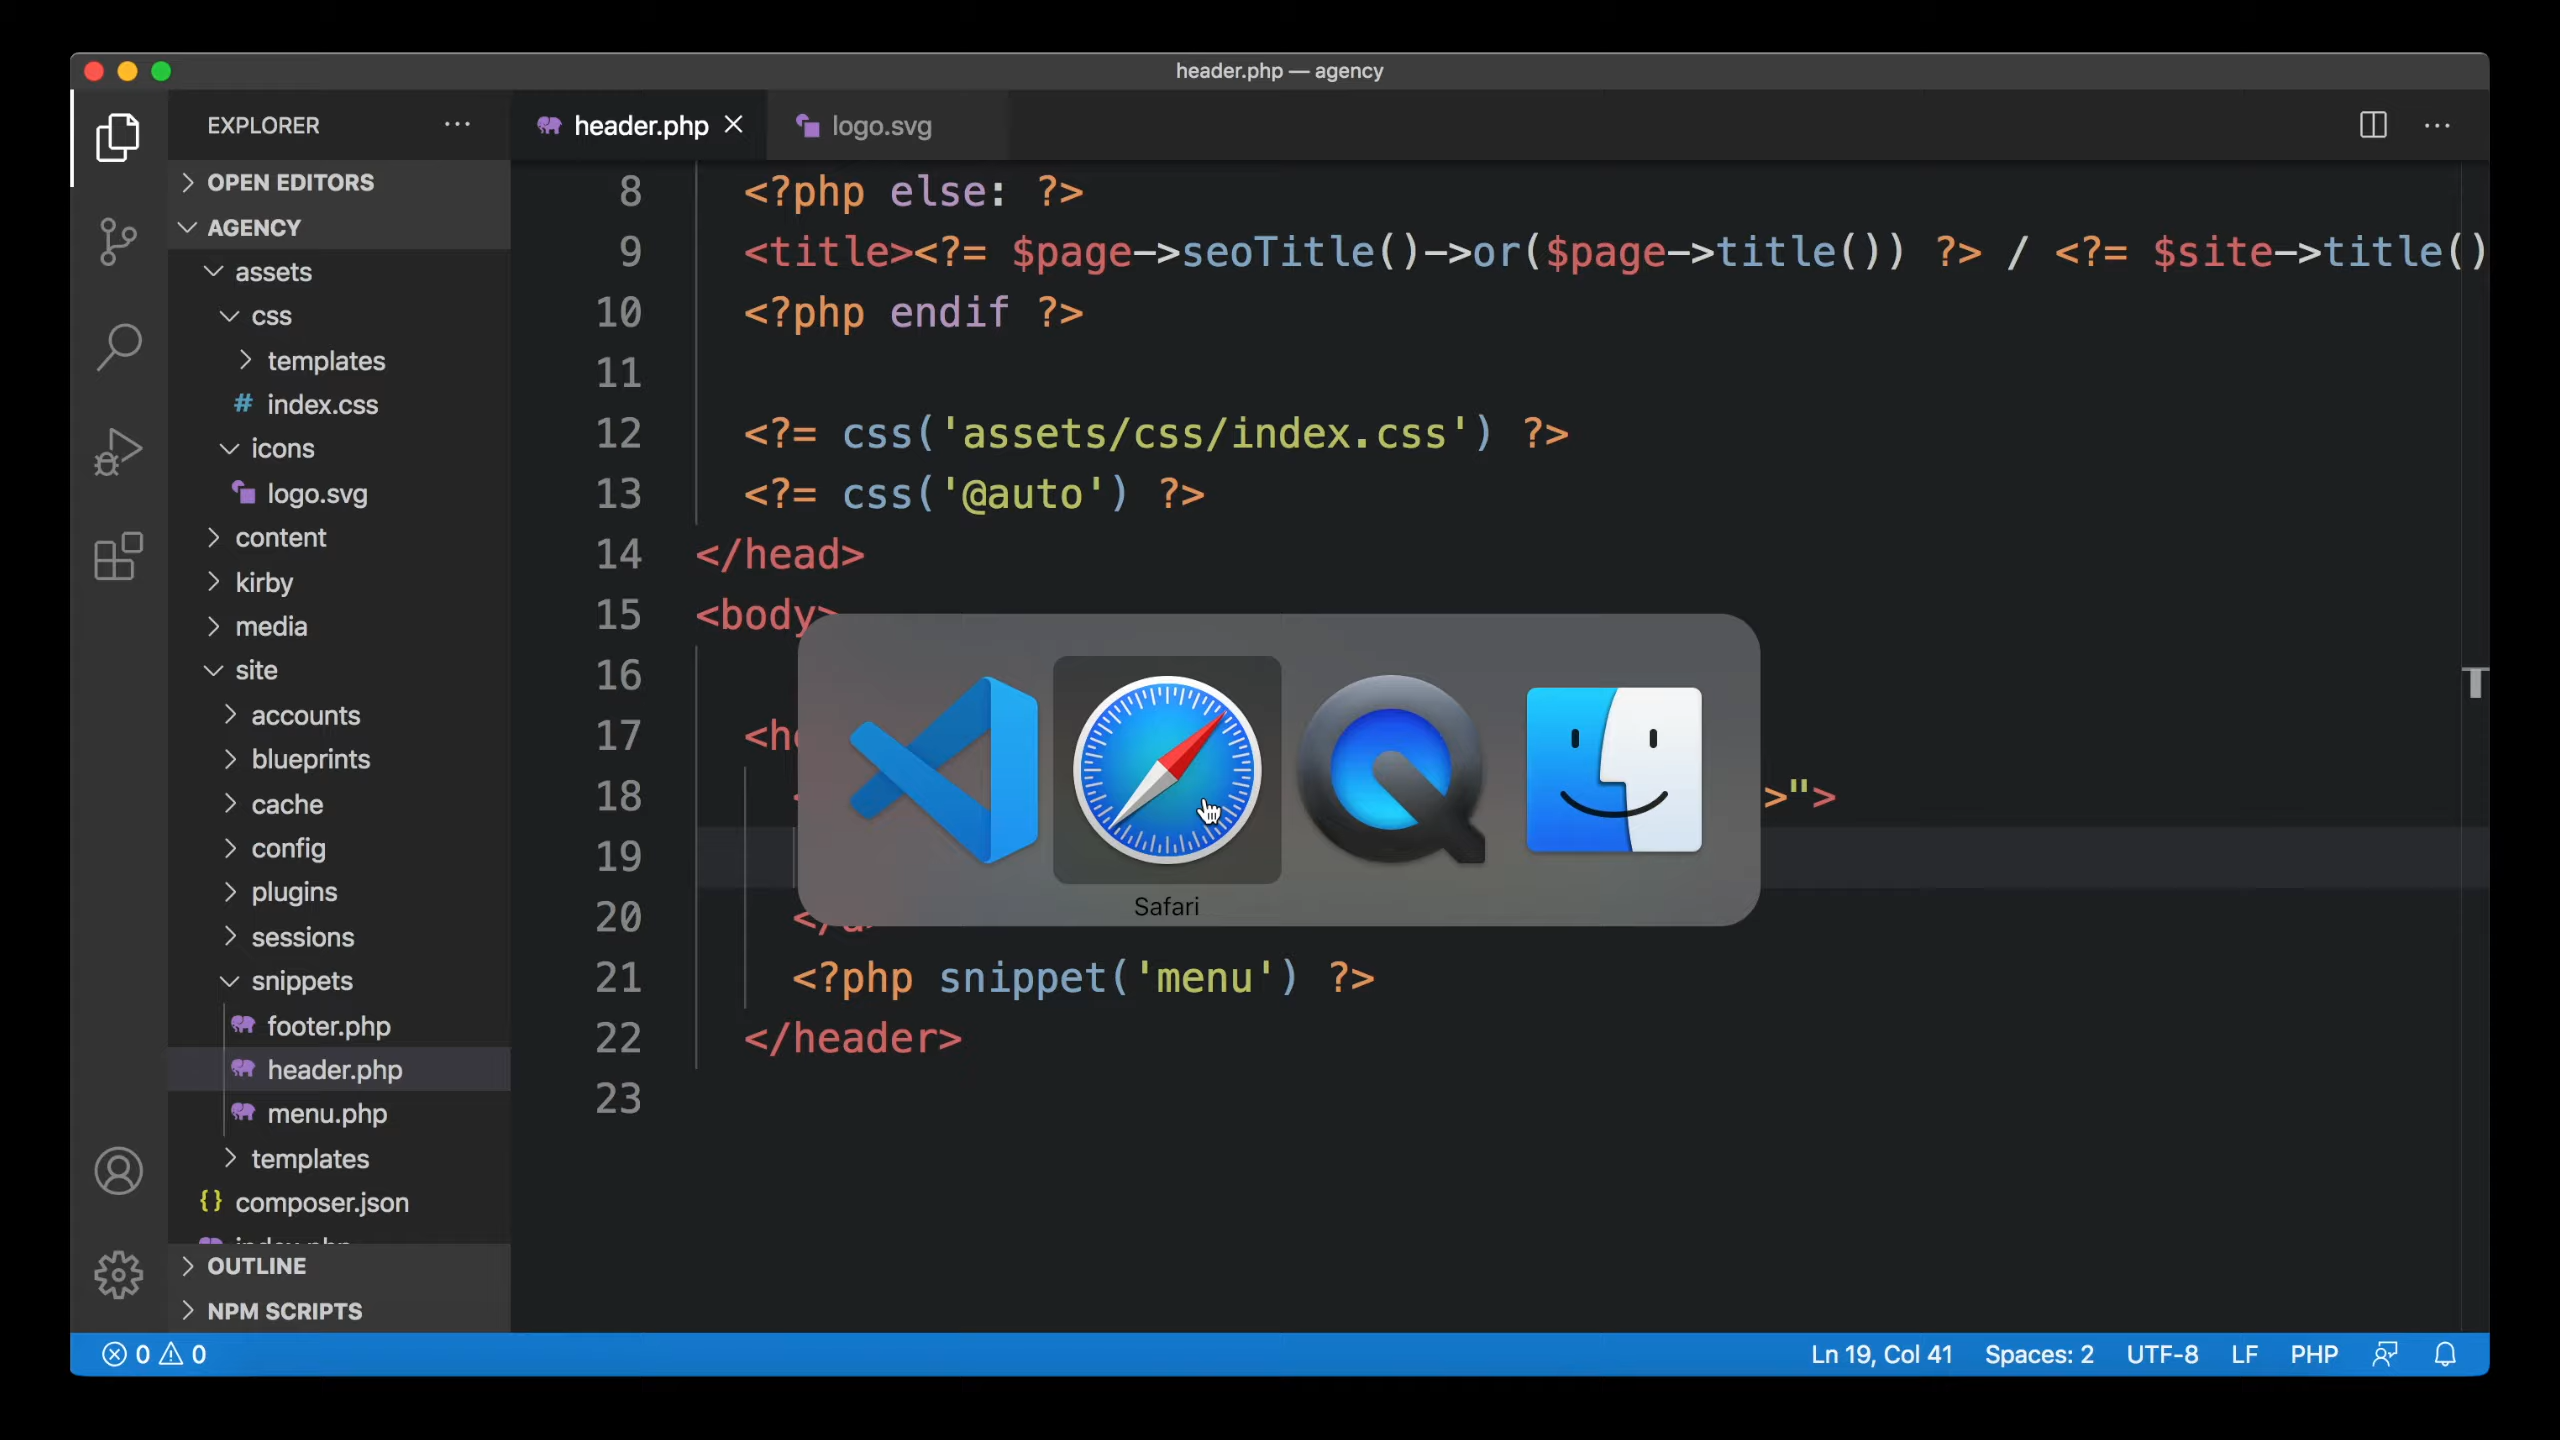 header.php — agency
EXPLORER
header.php
logo.svg
OPEN EDITORS
AGENCY
assets
css
templates
# index.css
icons
logo.svg
content
kirby
media
site
accounts
blueprints
cache
config
plugins
sessions
snippets
footer.php
header.php
menu.php
templates
{} composer.json
index.php
OUTLINE
NPM SCRIPTS
8 <?php else: ?>
9 <title><?= $page->seoTitle()->or($page->title()) ?> / <?= $site->title()
10 <?php endif ?>
11
12 <?= css('assets/css/index.css') ?>
13 <?= css('@auto') ?>
14 </head>
15 <body>
16
17 <he
18 >">
19
20 </a>
21 <?php snippet('menu') ?>
22 </header>
23
Safari
0 0
Ln 19, Col 41 Spaces: 2 UTF-8 LF PHP